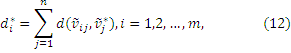 d_i^* = \sum_{j=1}^{n} d(\tilde{v}_{ij}, \tilde{v}_j^*), i = 1,2, ..., m, (12)